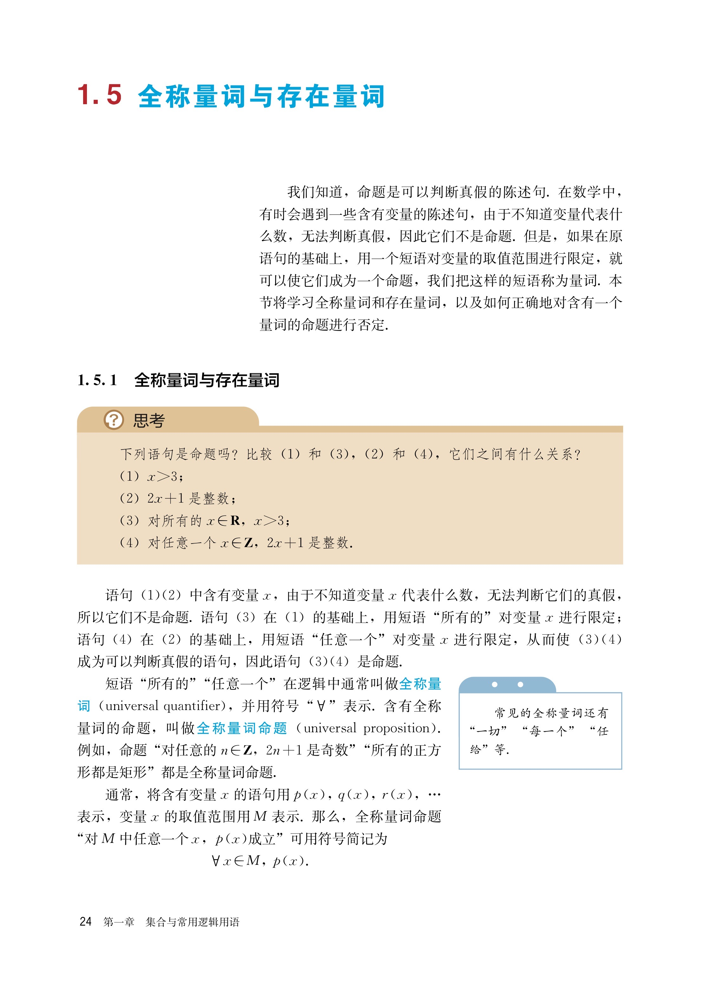 1.5 全称量词与存在量词
我们知道，命题是可以判断真假的陈述句. 在数学中，
有时会遇到一些含有变量的陈述句，由于不知道变量代表什
么数，无法判断真假，因此它们不是命题. 但是，如果在原
语句的基础上，用一个短语对变量的取值范围进行限定，就
可以使它们成为一个命题，我们把这样的短语称为量词. 本
节将学习全称量词和存在量词，以及如何正确地对含有一个
量词的命题进行否定.
1.5.1 全称量词与存在量词
? 思考
下列语句是命题吗？比较（1）和（3），（2）和（4），它们之间有什么关系？
（1）x＞3；
（2）2x＋1 是整数；
（3）对所有的 x∈R，x＞3；
（4）对任意一个 x∈Z，2x＋1 是整数.
语句（1）（2）中含有变量 x，由于不知道变量 x 代表什么数，无法判断它们的真假，
所以它们不是命题. 语句（3）在（1）的基础上，用短语“所有的”对变量 x 进行限定；
语句（4）在（2）的基础上，用短语“任意一个”对变量 x 进行限定，从而使（3）（4）
成为可以判断真假的语句，因此语句（3）（4）是命题.
短语“所有的”“任意一个”在逻辑中通常叫做全称量
词（universal quantifier），并用符号“∀”表示. 含有全称
量词的命题，叫做全称量词命题（universal proposition）.
例如，命题“对任意的 n∈Z，2n＋1 是奇数”“所有的正方
形都是矩形”都是全称量词命题.
常见的全称量词还有
“一切”“每一个”“任
给”等.
通常，将含有变量 x 的语句用 p(x)，q(x)，r(x)，…
表示，变量 x 的取值范围用 M 表示. 那么，全称量词命题
“对 M 中任意一个 x，p(x)成立”可用符号简记为
∀x∈M，p(x).
24 第一章 集合与常用逻辑用语